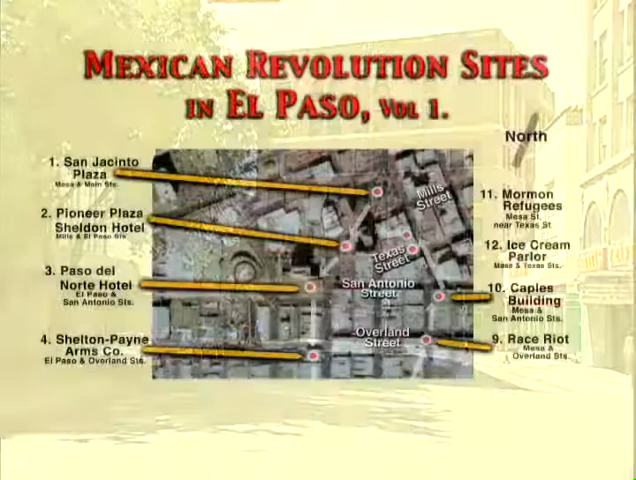 Mexican Revolution Sites
in El Paso, Vol 1.
North
1. San Jacinto
Plaza
Mesa & Main Sts.
2. Pioneer Plaza
Sheldon Hotel
Mills & El Paso Sts.
3. Paso del
Norte Hotel
El Paso &
San Antonio Sts.
4. Shelton-Payne
Arms Co.
El Paso & Overland Sts.
Mills
Street
Texas
Street
San Antonio
Street
Overland
Street
11. Mormon
Refugees
Mesa St.
near Texas St.
12. Ice Cream
Parlor
Mesa & Texas Sts.
10. Caples
Building
Mesa &
San Antonio Sts.
9. Race Riot
Mesa &
Overland Sts.